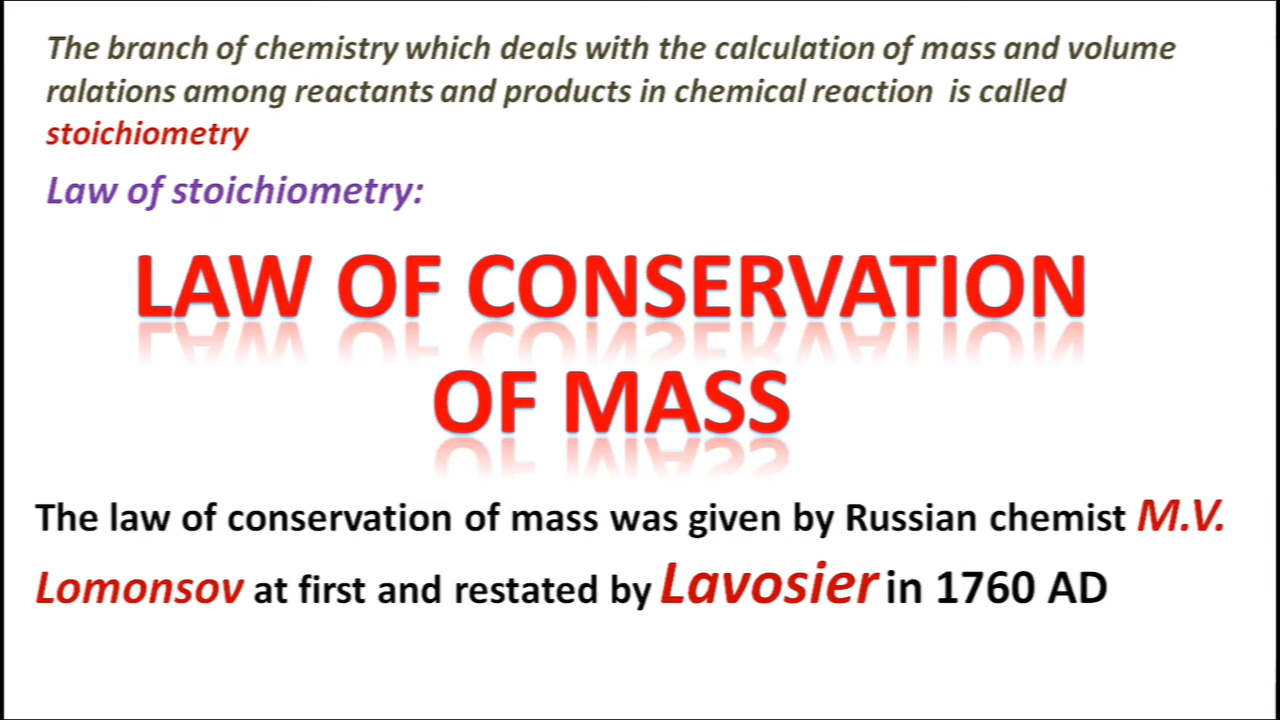 The branch of chemistry which deals with the calculation of mass and volume
ralations among reactants and products in chemical reaction is called
stoichiometry
Law of stoichiometry:
LAW OF CONSERVATION
OF MASS
The law of conservation of mass was given by Russian chemist M.V.
Lomonsov at first and restated by Lavosier in 1760 AD